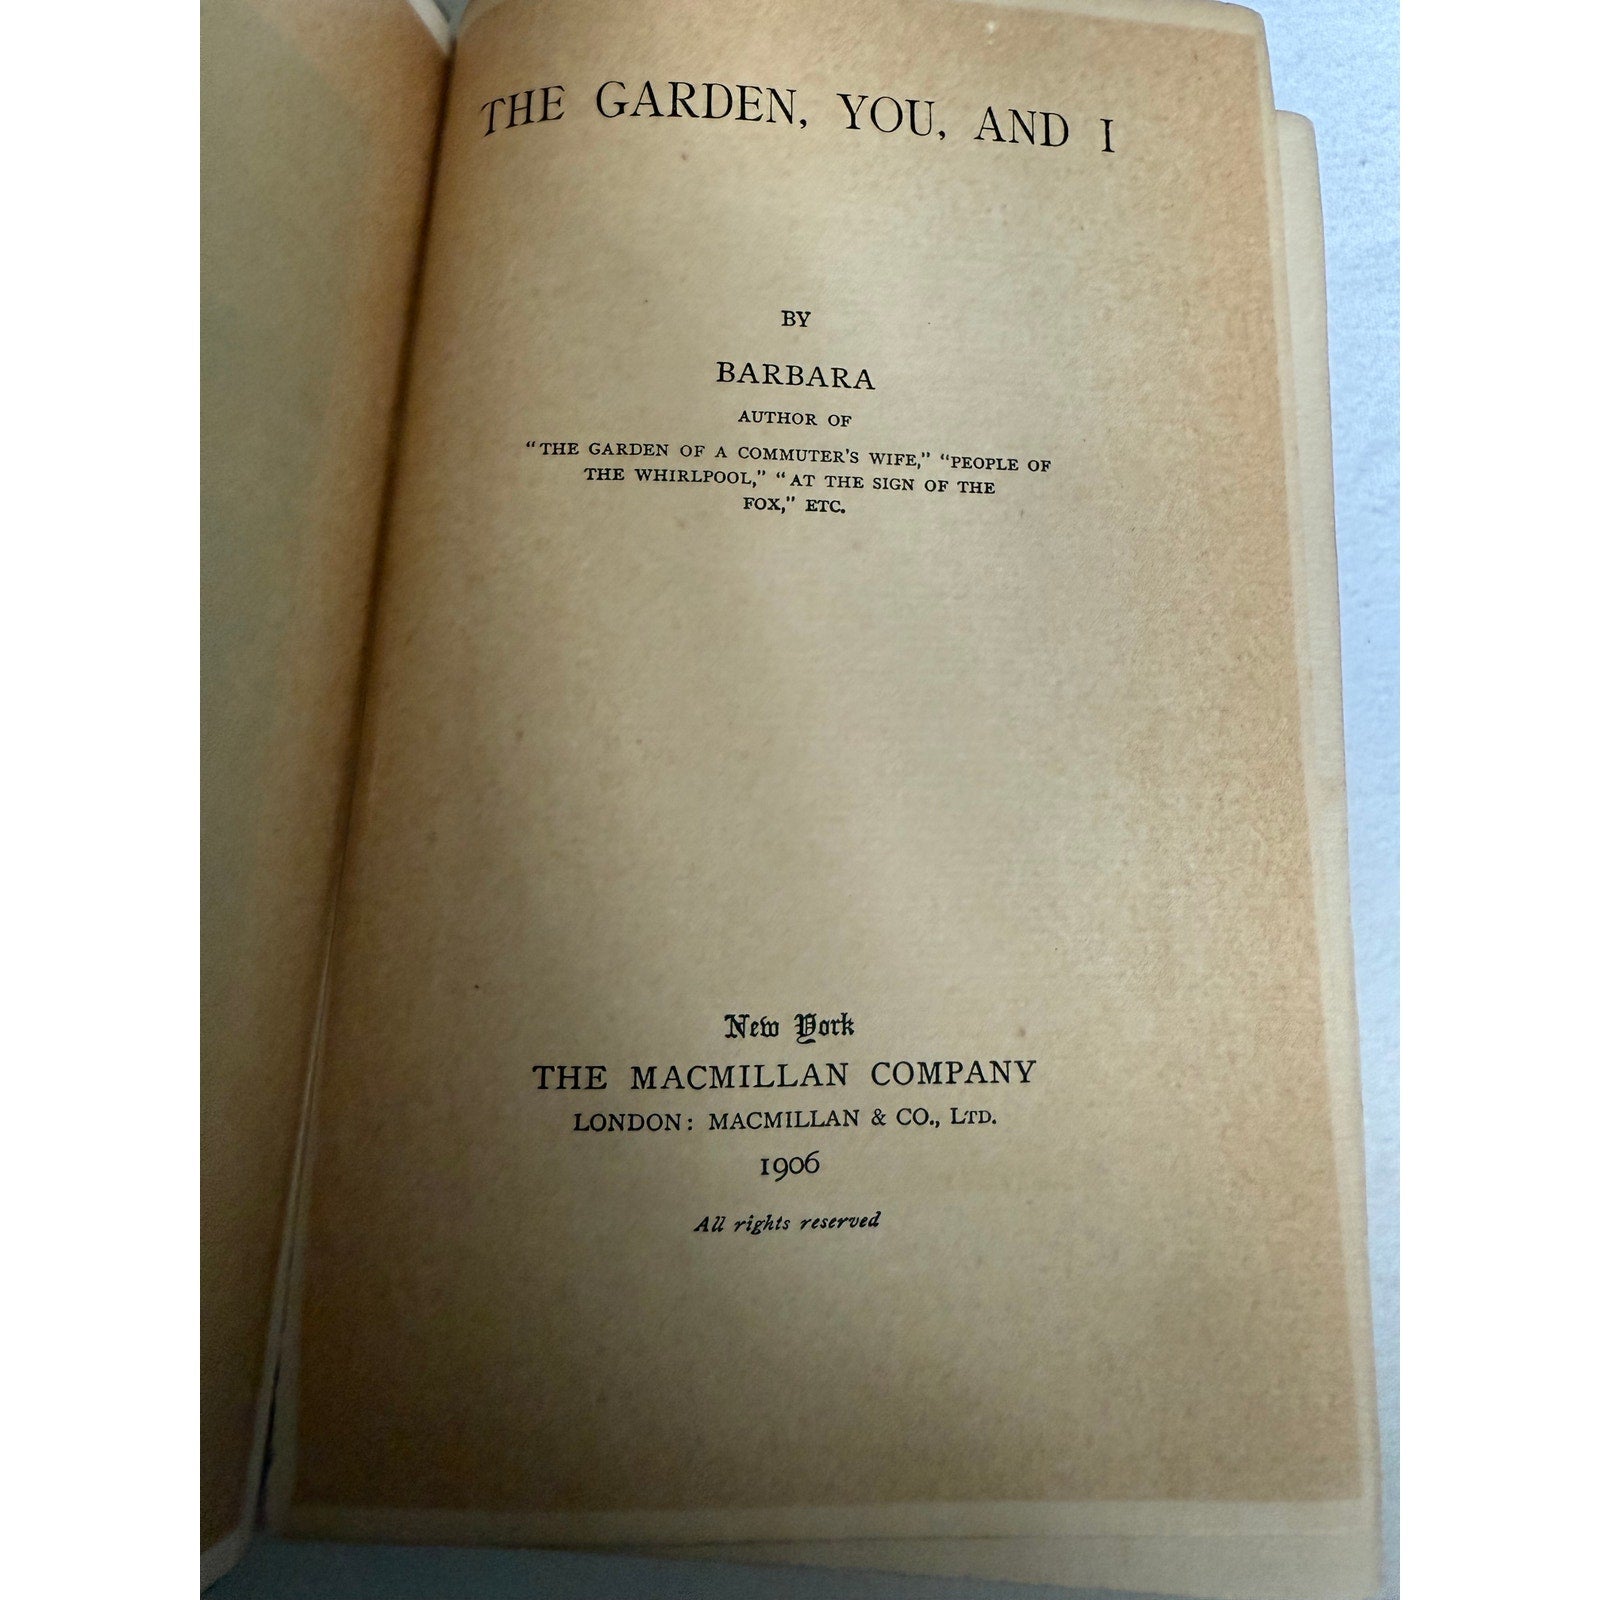 THE GARDEN, YOU, AND I
BY
BARBARA
AUTHOR OF
"THE GARDEN OF A COMMUTER'S WIFE," "PEOPLE OF
THE WHIRLPOOL," "AT THE SIGN OF THE
FOX," ETC.
New York
THE MACMILLAN COMPANY
LONDON: MACMILLAN & CO., LTD.
1906
All rights reserved